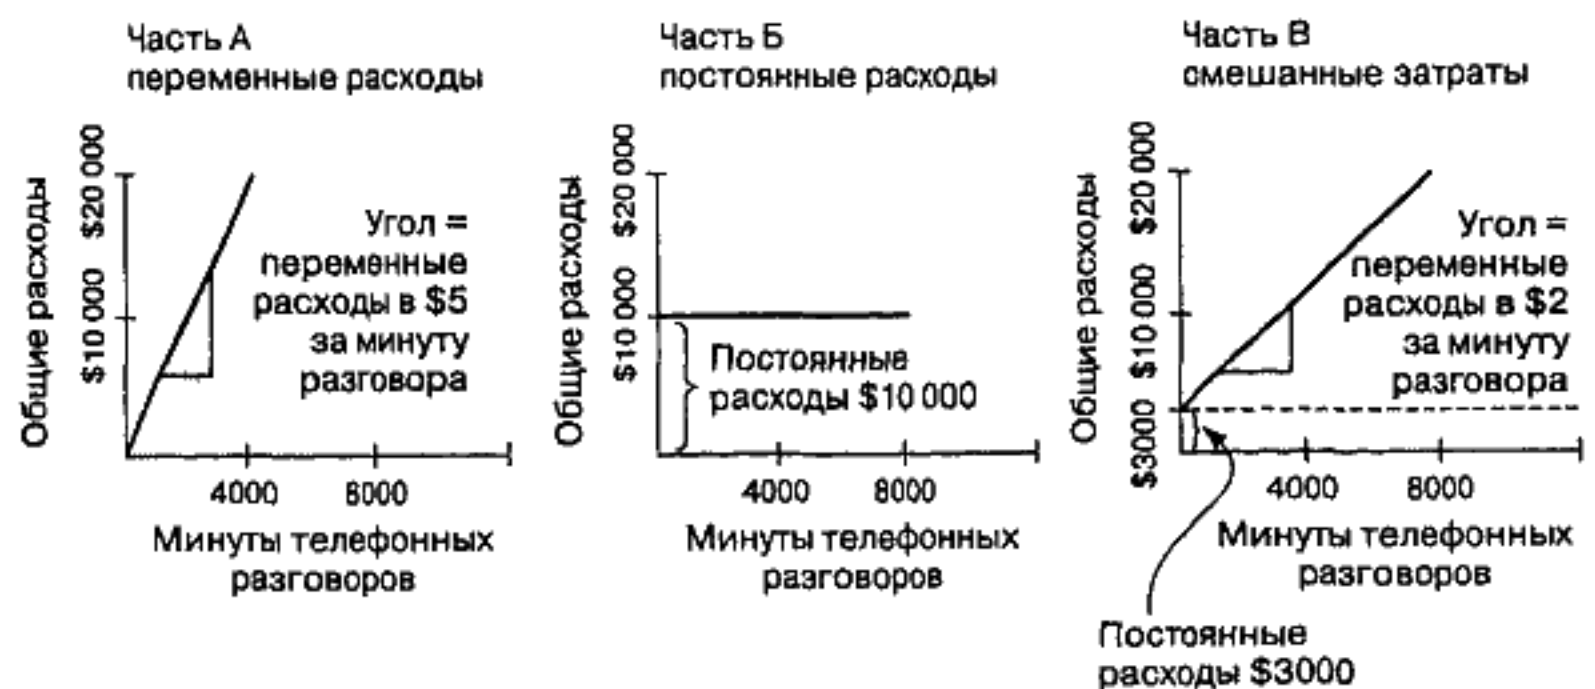 Часть А
переменные расходы
Общие расходы
$20 000
$10 000
Угол =
переменные
расходы в $5
за минуту
разговора
4000
8000
Минуты телефонных
разговоров
Часть Б
постоянные расходы
Общие расходы
$20 000
$10 000
Постоянные
расходы $10 000
4000
8000
Минуты телефонных
разговоров
Часть В
смешанные затраты
Общие расходы
$20 000
$10 000
$3000
Угол =
переменные
расходы в $2
за минуту
разговора
4000
8000
Минуты телефонных
разговоров
Постоянные
расходы $3000